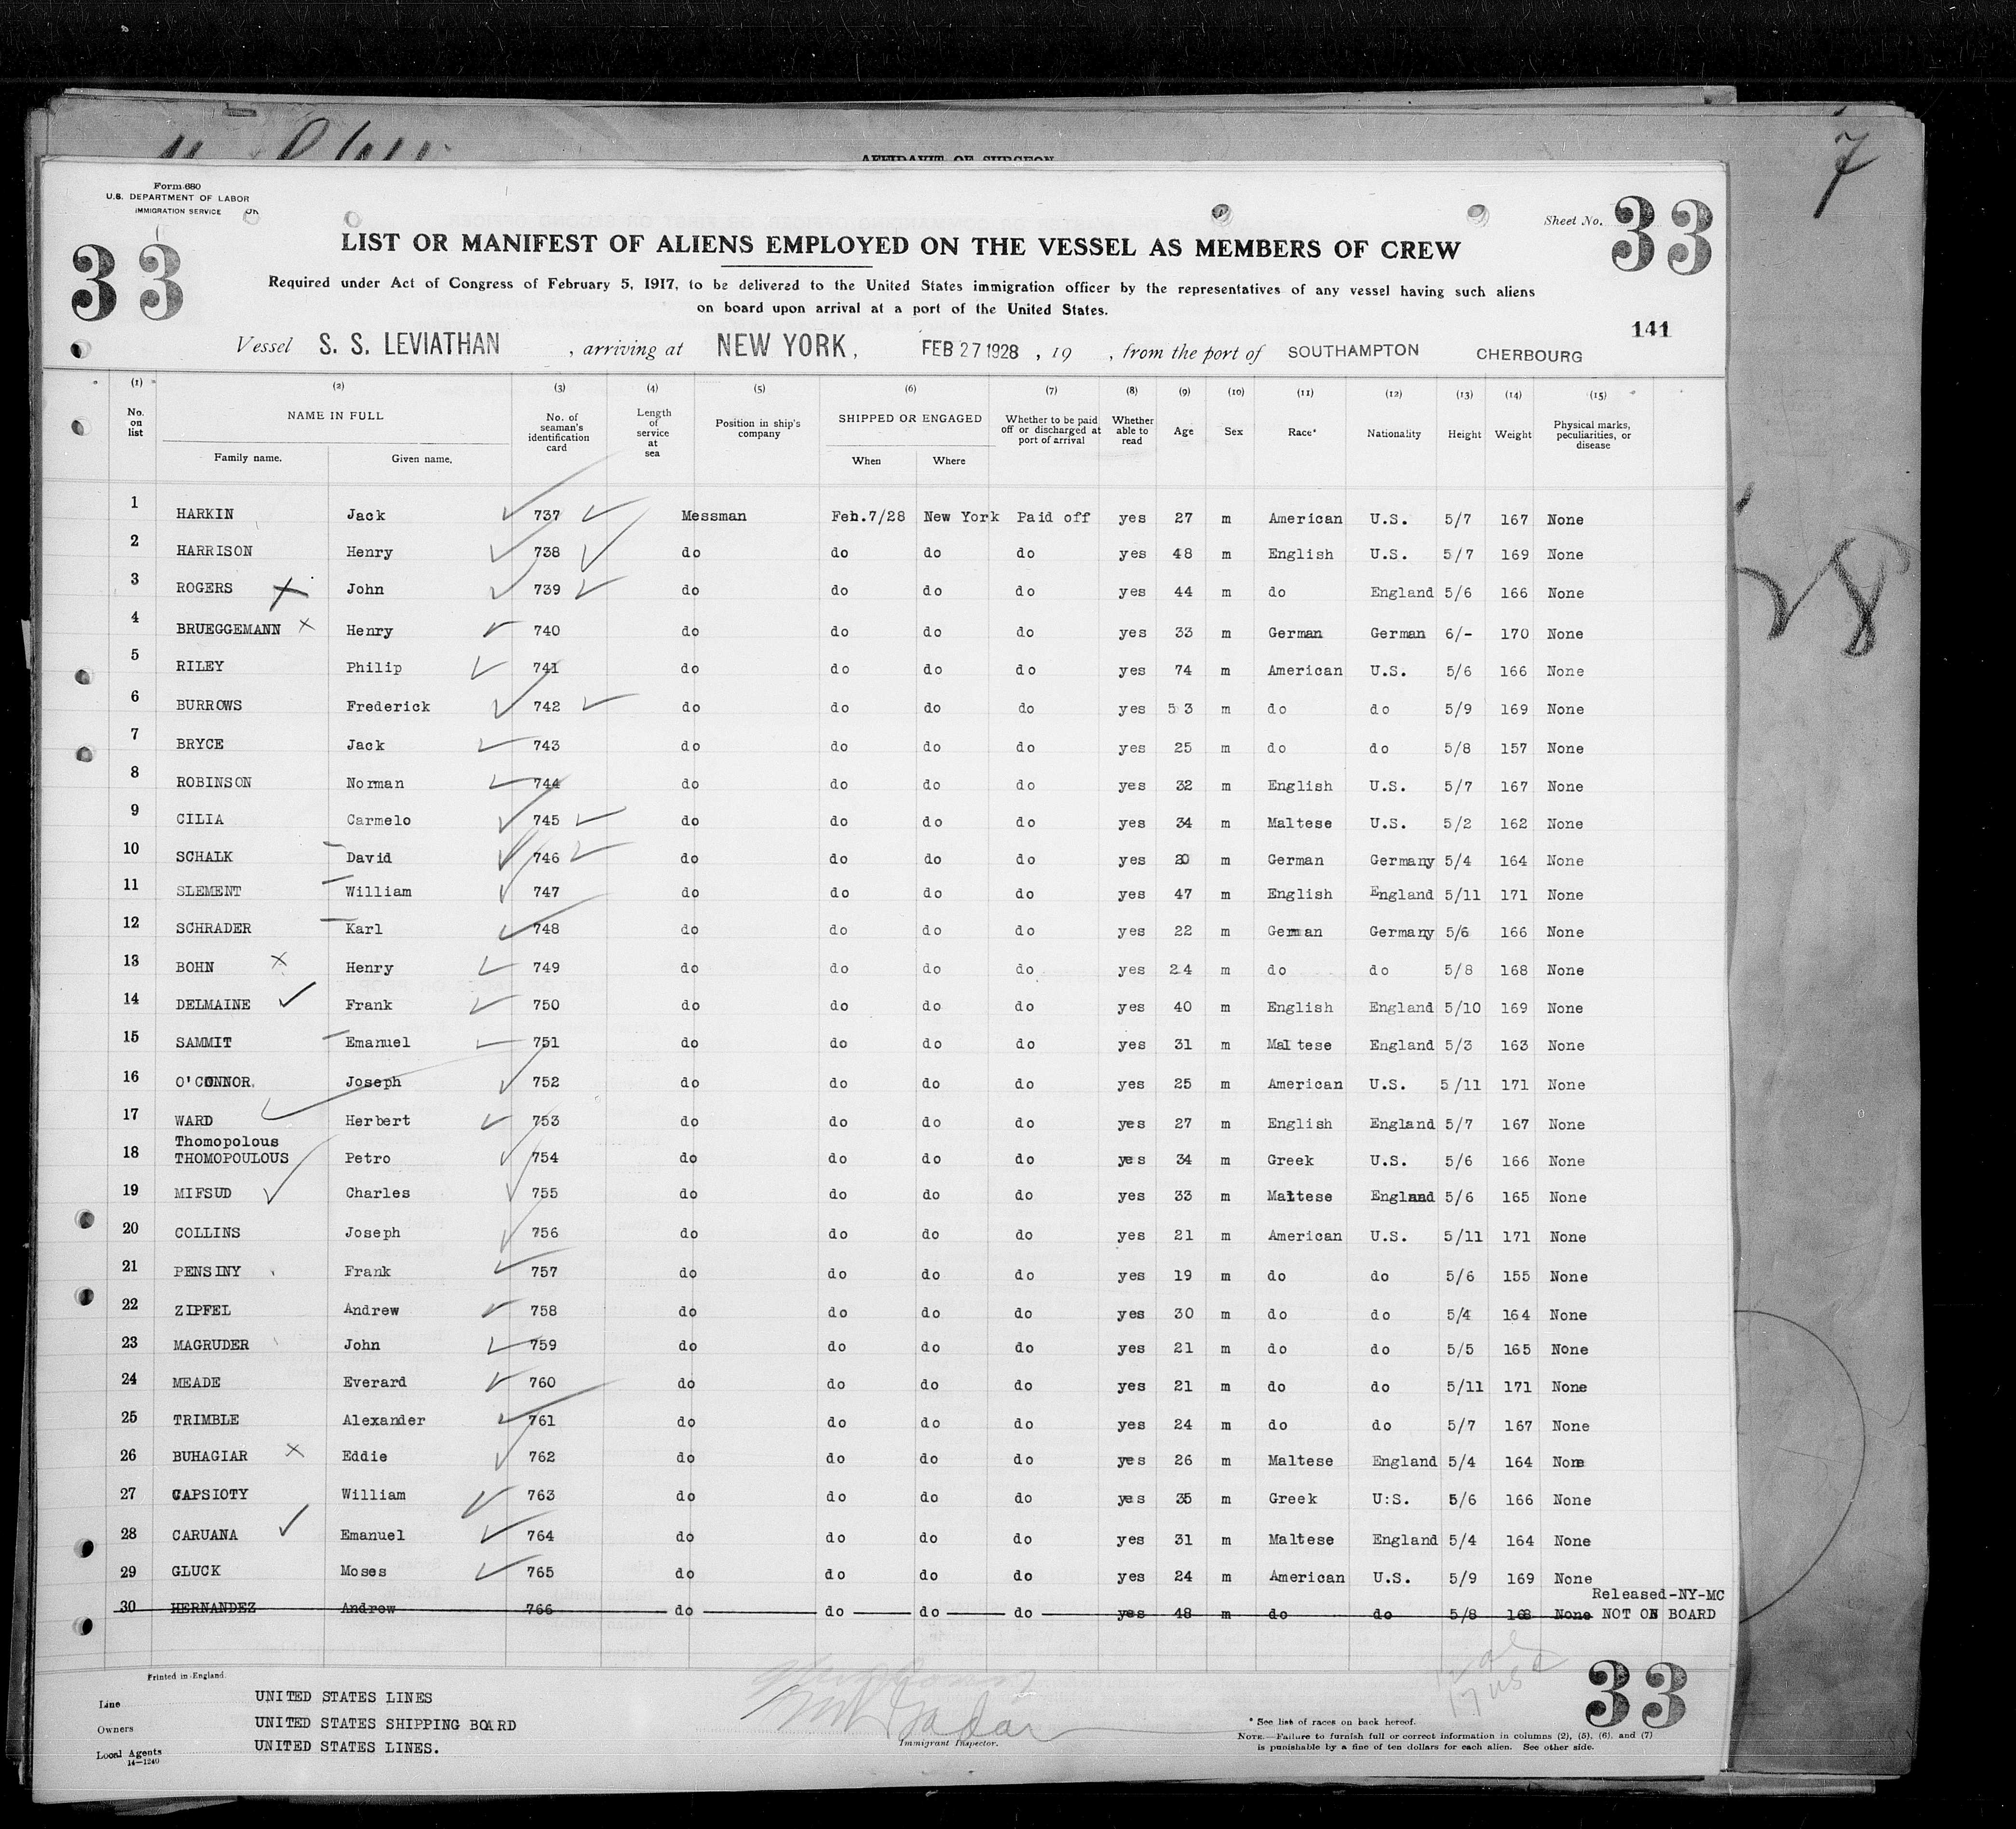 7
AFFIDAVIT OF SURGEON
Form 680
U.S. DEPARTMENT OF LABOR
IMMIGRATION SERVICE
Sheet No. 33
33
LIST OR MANIFEST OF ALIENS EMPLOYED ON THE VESSEL AS MEMBERS OF CREW
Required under Act of Congress of February 5, 1917, to be delivered to the United States immigration officer by the representatives of any vessel having such aliens
on board upon arrival at a port of the United States.
141
Vessel S. S. LEVIATHAN , arriving at NEW YORK, FEB 27 1928 , 19 , from the port of SOUTHAMPTON CHERBOURG
(1) (2) (3) (4) (5) (6) (7) (8) (9) (10) (11) (12) (13) (14) (15)
No. on list NAME IN FULL Family name. Given name. No. of seaman's identification card Length of service at sea Position in ship's company SHIPPED OR ENGAGED When Where Whether to be paid off or discharged at port of arrival Whether able to read Age Sex Race* Nationality Height Weight Physical marks, peculiarities, or disease
1 HARKIN Jack 737 Messman Feb.7/28 New York Paid off yes 27 m American U.S. 5/7 167 None
2 HARRISON Henry 738 do do do do yes 48 m English U.S. 5/7 169 None
3 ROGERS John 739 do do do do yes 44 m do England 5/6 166 None
4 BRUEGGEMANN Henry 740 do do do do yes 33 m German German 6/- 170 None
5 RILEY Philip 741 do do do do yes 74 m American U.S. 5/6 166 None
6 BURROWS Frederick 742 do do do do yes 53 m do do 5/9 169 None
7 BRYCE Jack 743 do do do do yes 25 m do do 5/8 157 None
8 ROBINSON Norman 744 do do do do yes 32 m English U.S. 5/7 167 None
9 CILIA Carmelo 745 do do do do yes 34 m Maltese U.S. 5/2 162 None
10 SCHALK David 746 do do do do yes 20 m German Germany 5/4 164 None
11 SLEMENT William 747 do do do do yes 47 m English England 5/11 171 None
12 SCHRADER Karl 748 do do do do yes 22 m German Germany 5/6 166 None
13 BOHN Henry 749 do do do do yes 24 m do do 5/8 168 None
14 DELMAINE Frank 750 do do do do yes 40 m English England 5/10 169 None
15 SAMMIT Emanuel 751 do do do do yes 31 m Maltese England 5/3 163 None
16 O'CONNOR. Joseph 752 do do do do yes 25 m American U.S. 5/11 171 None
17 WARD Herbert 753 do do do do yes 27 m English England 5/7 167 None
Thomopolous
18 THOMOPOULOUS Petro 754 do do do do yes 34 m Greek U.S. 5/6 166 None
19 MIFSUD Charles 755 do do do do yes 33 m Maltese England 5/6 165 None
20 COLLINS Joseph 756 do do do do yes 21 m American U.S. 5/11 171 None
21 PENSINY Frank 757 do do do do yes 19 m do do 5/6 155 None
22 ZIPFEL Andrew 758 do do do do yes 30 m do do 5/4 164 None
23 MAGRUDER John 759 do do do do yes 21 m do do 5/5 165 None
24 MEADE Everard 760 do do do do yes 21 m do do 5/11 171 None
25 TRIMBLE Alexander 761 do do do do yes 24 m do do 5/7 167 None
26 BUHAGIAR Eddie 762 do do do do yes 26 m Maltese England 5/4 164 None
27 CAPSIOTY William 763 do do do do yes 35 m Greek U:S. 5/6 166 None
28 CARUANA Emanuel 764 do do do do yes 31 m Maltese England 5/4 164 None
29 GLUCK Moses 765 do do do do yes 24 m American U.S. 5/9 169 None
Released-NY-MC
30 HERNANDEZ Andrew 766 do do do do yes 48 m do do 5/8 168 None NOT ON BOARD
28
Printed in England
Line UNITED STATES LINES
Owners UNITED STATES SHIPPING BOARD
Local Agents UNITED STATES LINES.
14—1240
Immigrant Inspector.
17 US
33
* See list of races on back hereof.
NOTE.—Failure to furnish full or correct information in columns (2), (5), (6), and (7)
is punishable by a fine of ten dollars for each alien. See other side.